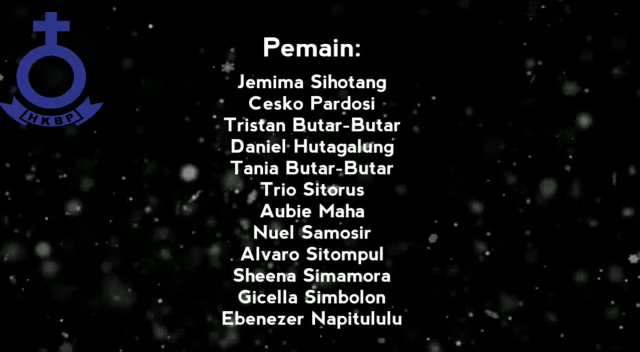 HKBP
Pemain:
Jemima Sihotang
Cesko Pardosi
Tristan Butar-Butar
Daniel Hutagalung
Tania Butar-Butar
Trio Sitorus
Aubie Maha
Nuel Samosir
Alvaro Sitompul
Sheena Simamora
Gicella Simbolon
Ebenezer Napitululu